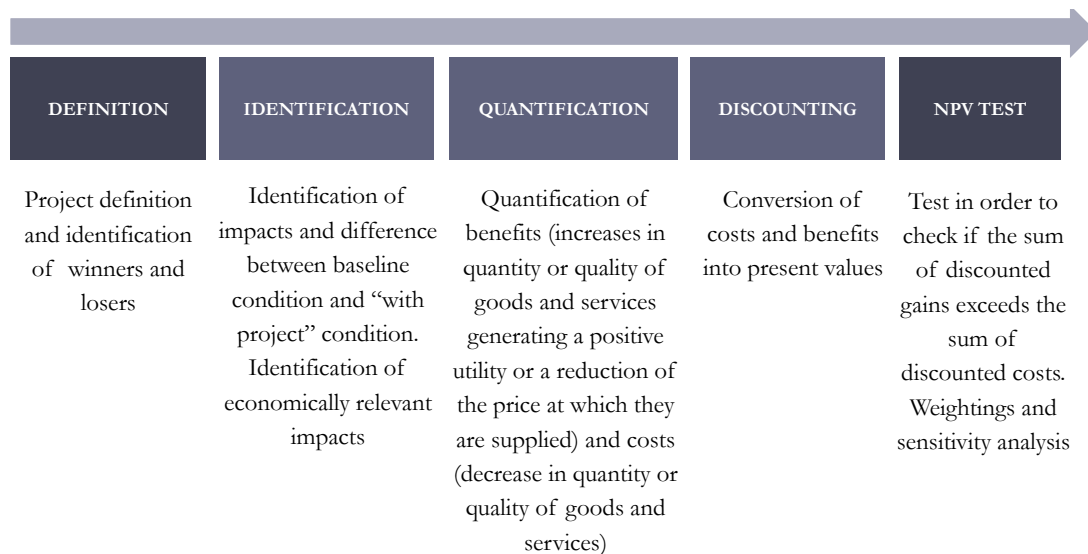 DEFINITION
IDENTIFICATION
QUANTIFICATION
DISCOUNTING
NPV TEST
Project definition
and identification
of winners and
losers
Identification of
impacts and difference
between baseline
condition and “with
project” condition.
Identification of
economically relevant
impacts
Quantification of
benefits (increases in
quantity or quality of
goods and services
generating a positive
utility or a reduction of
the price at which they
are supplied) and costs
(decrease in quantity or
quality of goods and
services)
Conversion of
costs and benefits
into present values
Test in order to
check if the sum
of discounted
gains exceeds the
sum of
discounted costs.
Weightings and
sensitivity analysis